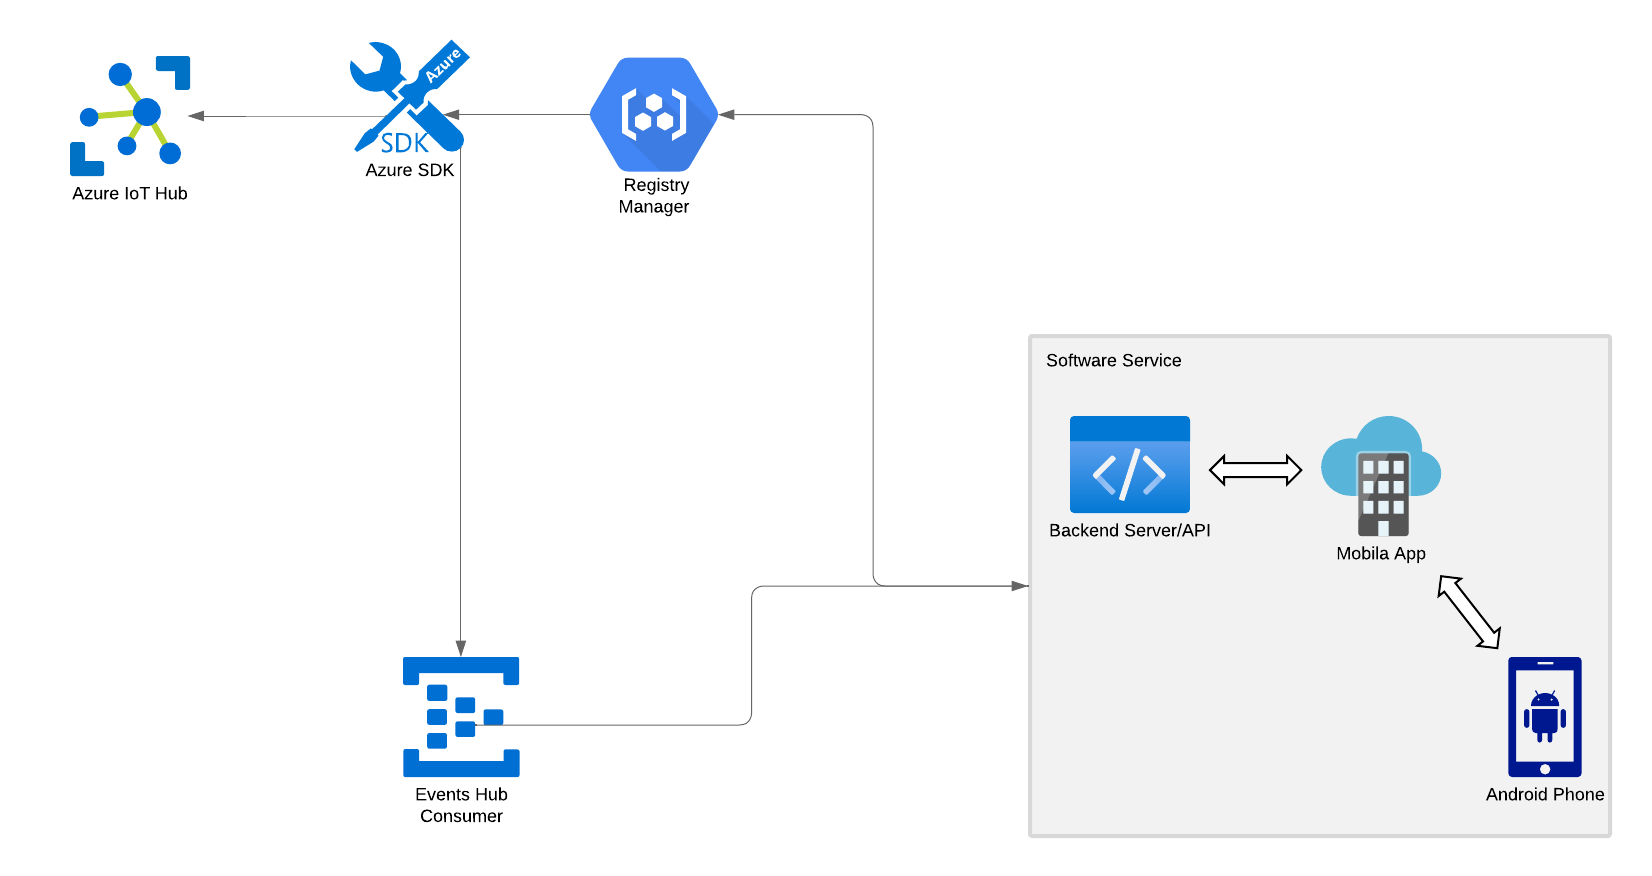 Azure
SDK
Azure SDK
Azure IoT Hub
Registry
Manager
Software Service
Backend Server/API
Mobila App
Android Phone
Events Hub
Consumer